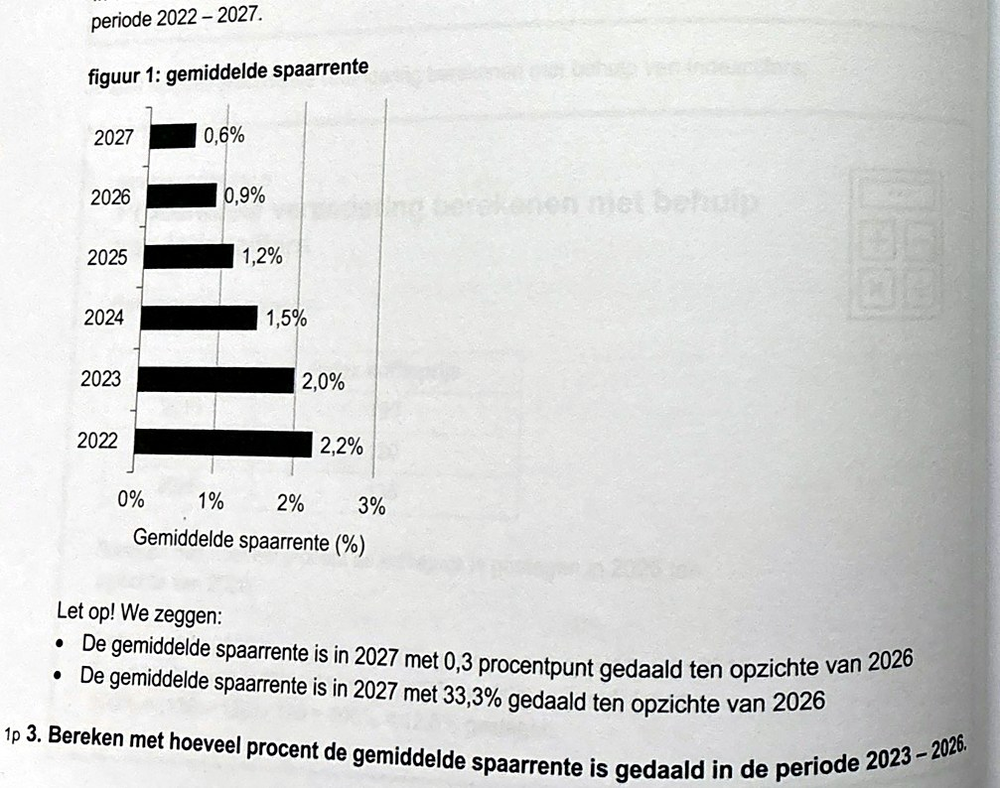 periode 2022 – 2027.
figuur 1: gemiddelde spaarrente
2027 0,6%
2026 0,9%
2025 1,2%
2024 1,5%
2023 2,0%
2022 2,2%
0% 1% 2% 3%
Gemiddelde spaarrente (%)
Let op! We zeggen:
• De gemiddelde spaarrente is in 2027 met 0,3 procentpunt gedaald ten opzichte van 2026
• De gemiddelde spaarrente is in 2027 met 33,3% gedaald ten opzichte van 2026
1p 3. Bereken met hoeveel procent de gemiddelde spaarrente is gedaald in de periode 2023 – 2026.